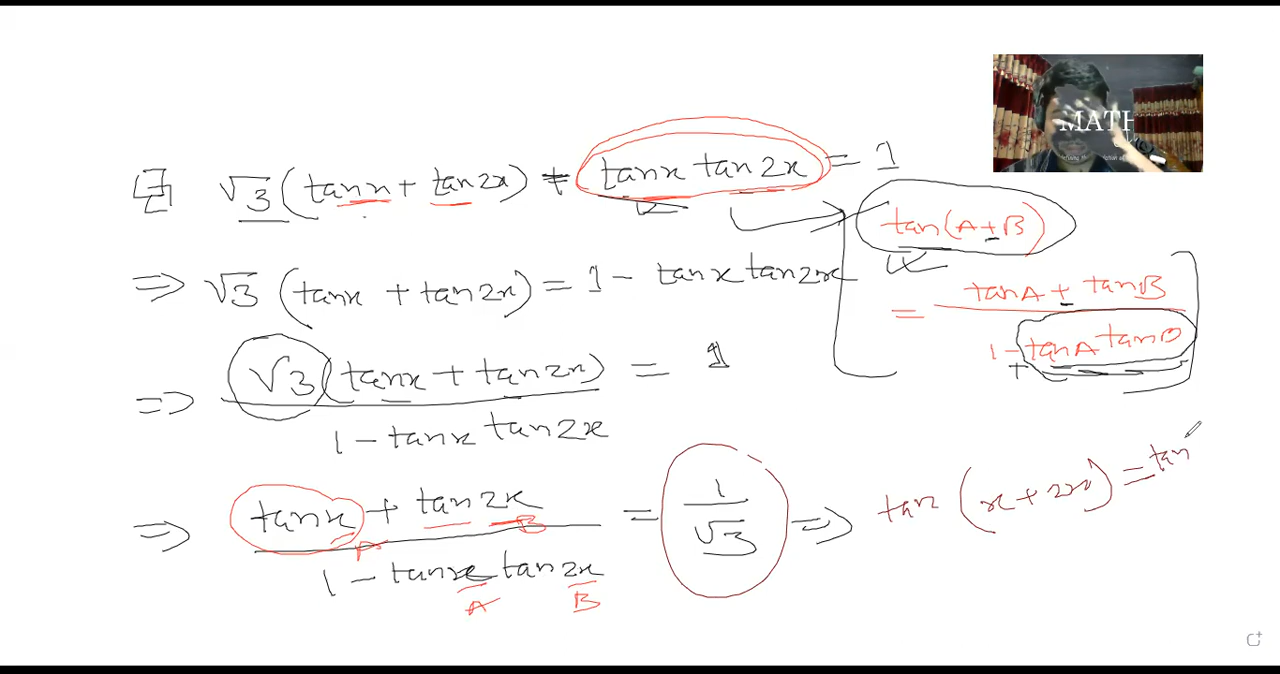 √3 (tanx + tan2x) + tanx tan2x = 1
⇒ √3 (tanx + tan2x) = 1 - tanx tan2x
tan(A+B)
= tanA + tanB
1 - tanA tanB
+
⇒ √3 (tanx + tan2x) = 1
1 - tanx tan2x
⇒ tanx + tan2x = 1/√3 ⇒ tan (x + 2x) = tan
A B
1 - tanx tan2x
A B
MATH